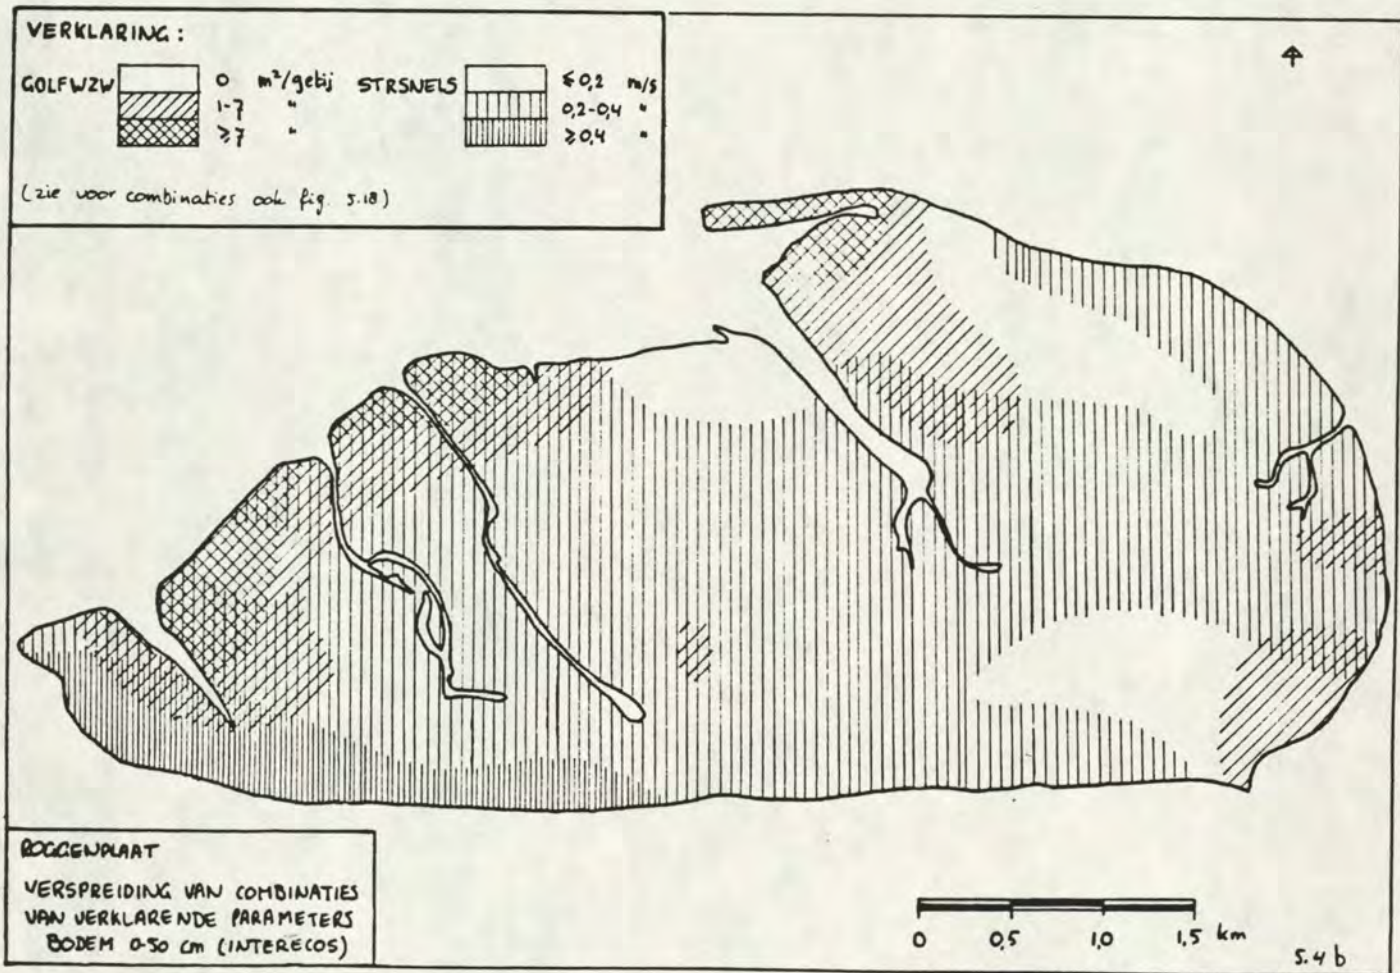 VERKLARING :
GOLFWZW 0 m²/getij STRSNELS ≤0,2 m/s
1-7 " 0,2-0,4 "
≥7 " ≥0,4 "
(zie voor combinaties ook fig. 5.18)
ROGGENPLAAT
VERSPREIDING VAN COMBINATIES
VAN VERKLARENDE PARAMETERS
BODEM 0-50 cm (INTERECOS)
0 0,5 1,0 1,5 km
5.4 b